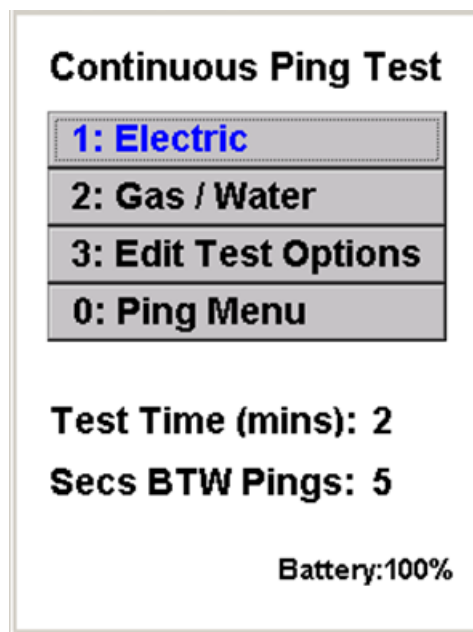 Continuous Ping Test
1: Electric
2: Gas / Water
3: Edit Test Options
0: Ping Menu
Test Time (mins): 2
Secs BTW Pings: 5
Battery:100%